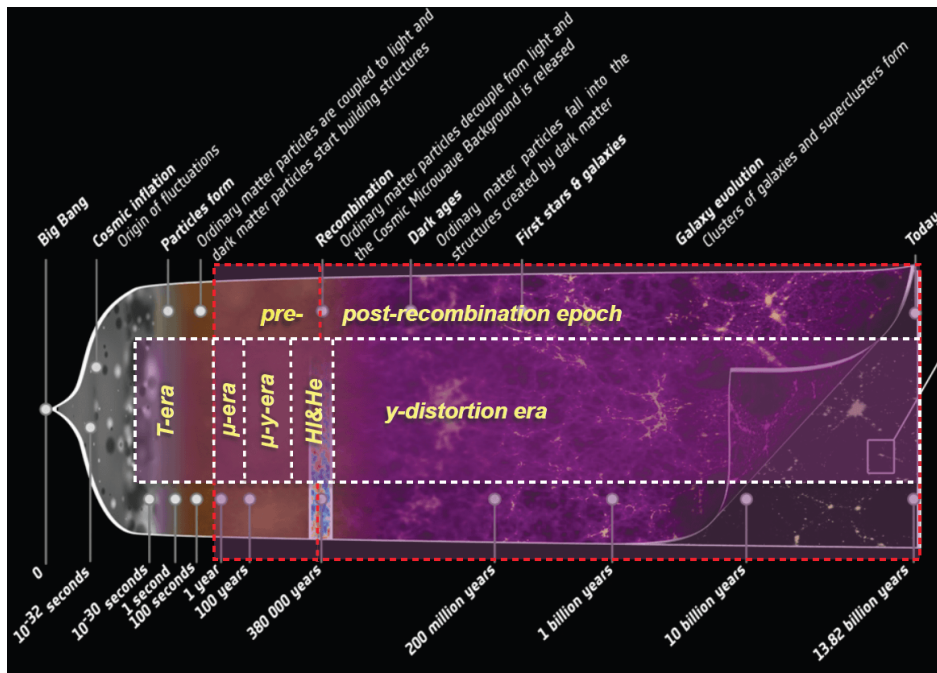 Big Bang
Cosmic inflation
Origin of fluctuations
Particles form
Ordinary matter particles are coupled to light and
dark matter particles start building structures
Recombination
Ordinary matter particles decouple from light and
the Cosmic Microwave Background is released
Dark ages
Ordinary matter particles fall into the
structures created by dark matter
First stars & galaxies
Galaxy evolution
Clusters of galaxies and superclusters form
Today
pre-
post-recombination epoch
T-era
μ-era
μ-y-era
HI&He
y-distortion era
0
10-32 seconds
10-30 seconds
1 second
100 seconds
1 year
100 years
380 000 years
200 million years
1 billion years
10 billion years
13.82 billion years